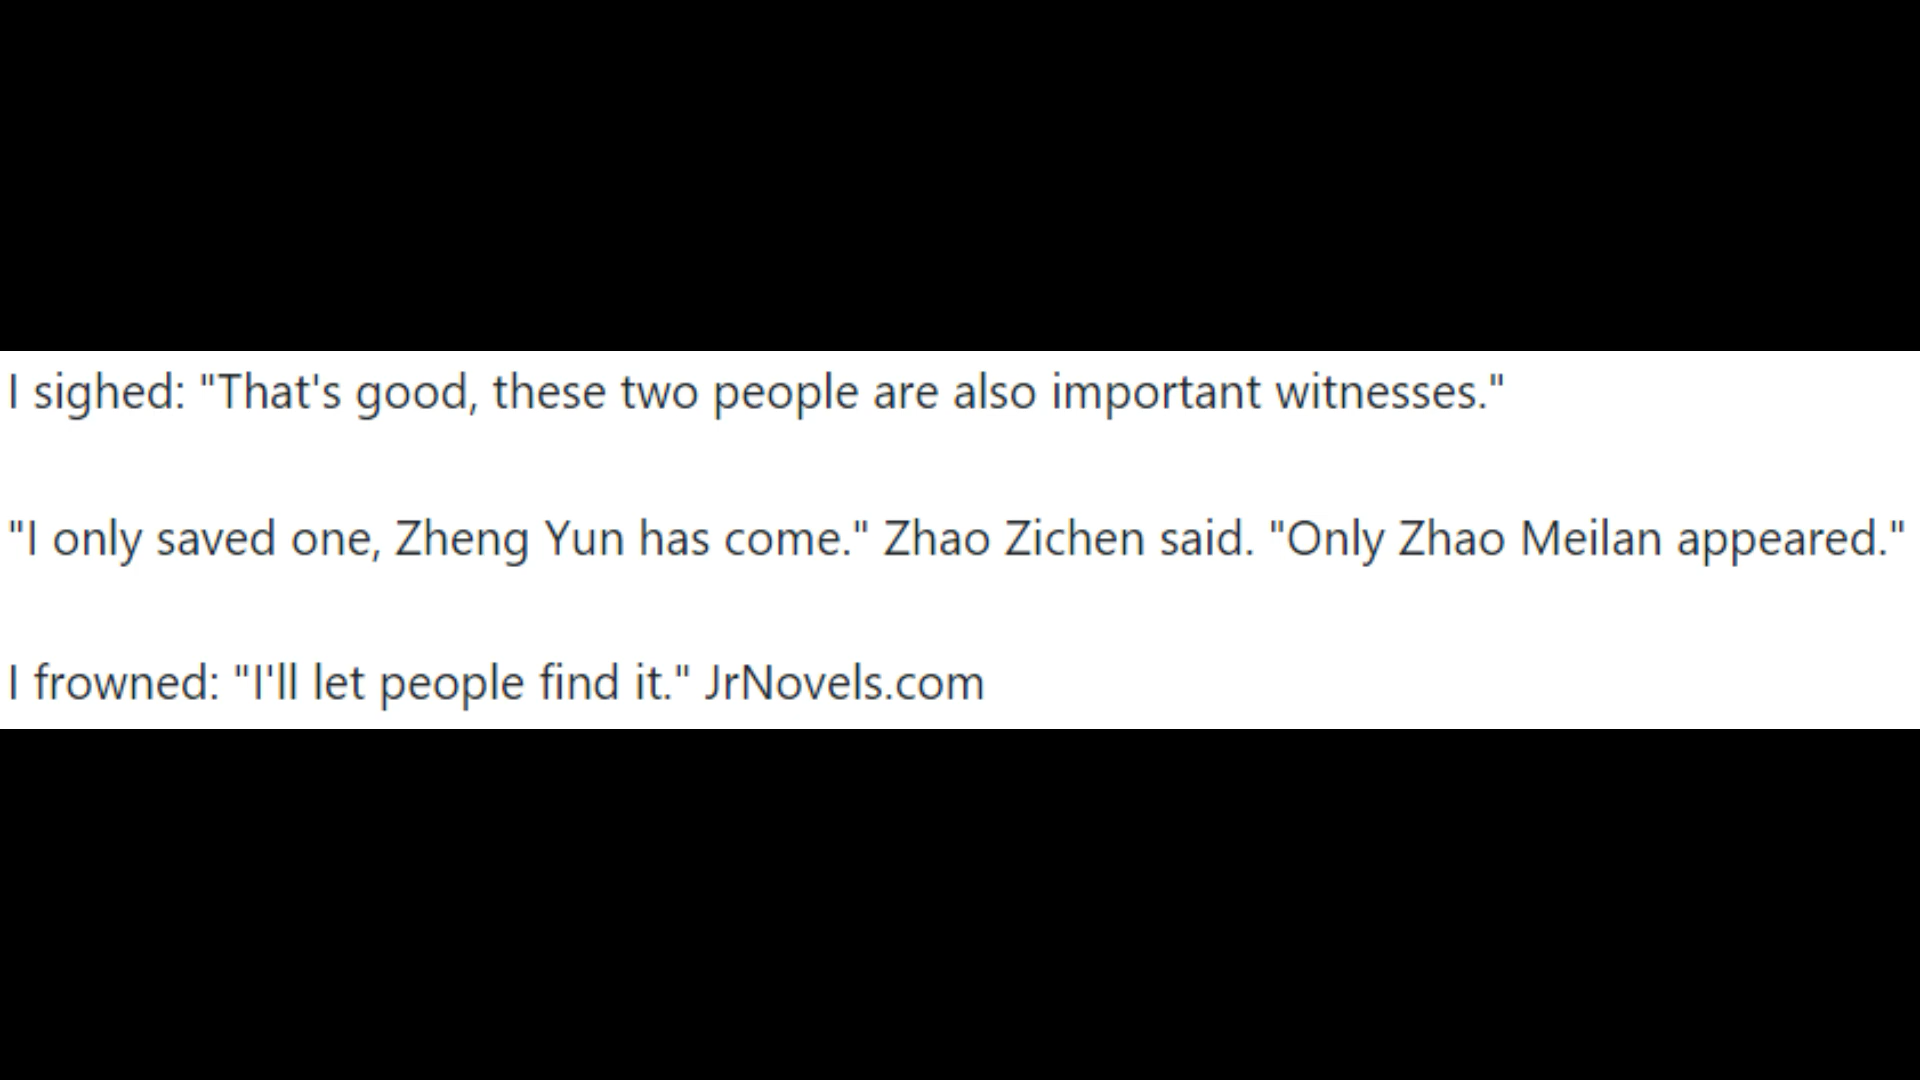 I sighed: "That's good, these two people are also important witnesses."
"I only saved one, Zheng Yun has come." Zhao Zichen said. "Only Zhao Meilan appeared."
I frowned: "I'll let people find it." JrNovels.com